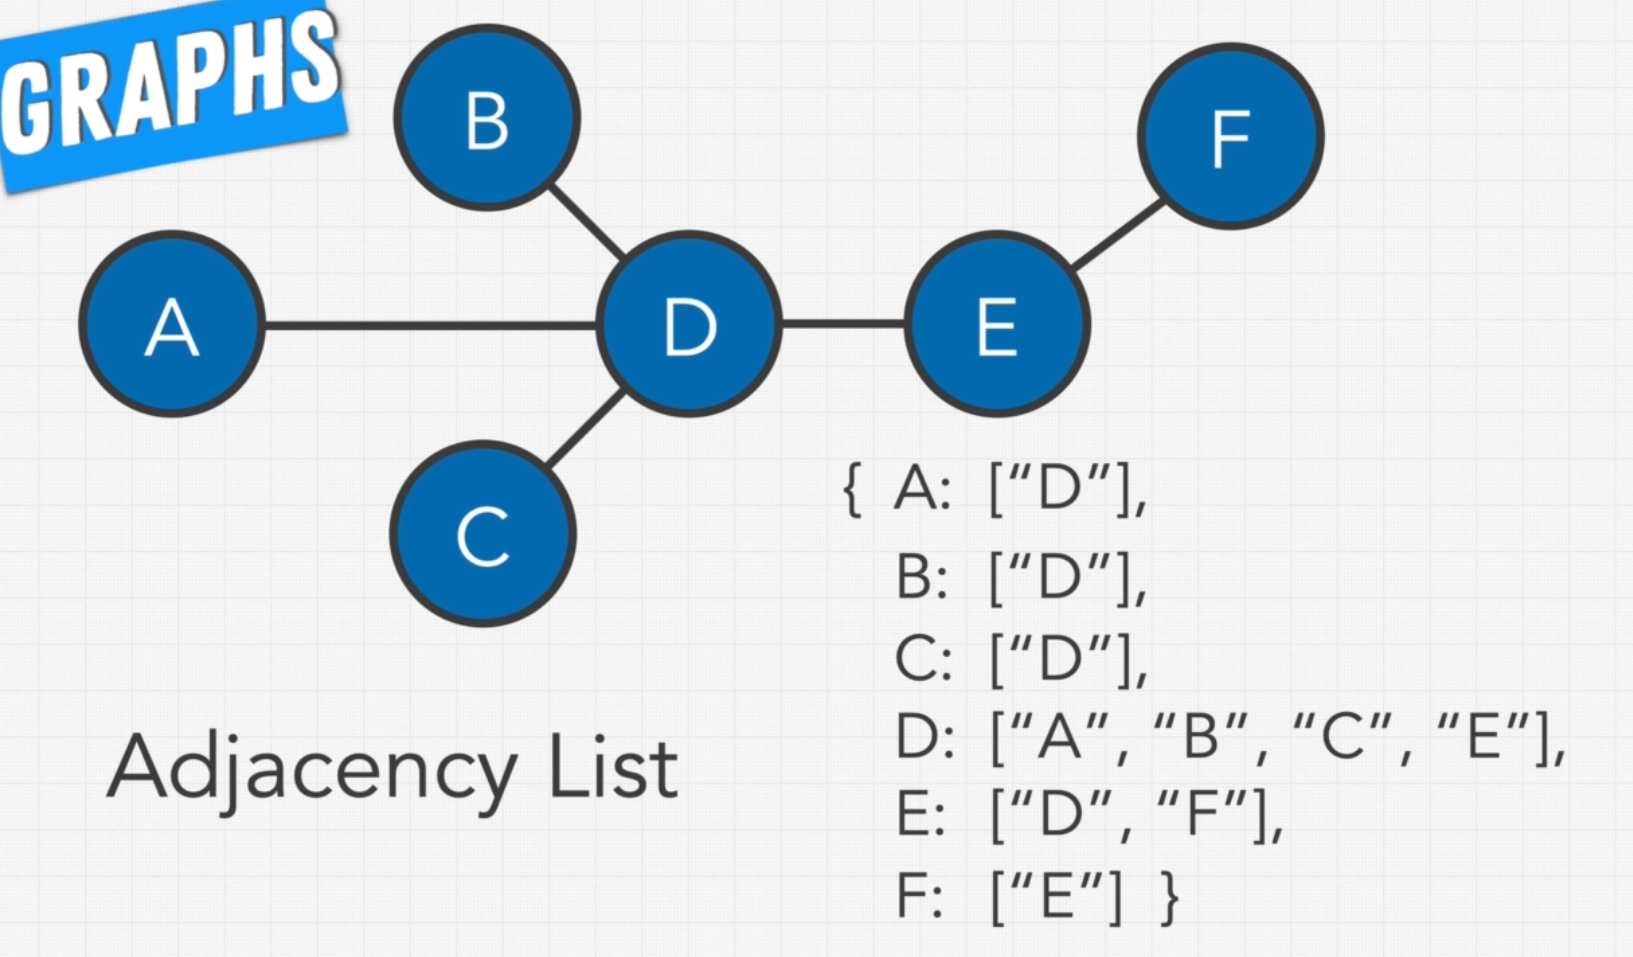 GRAPHS
B
F
A
D
E
C
{ A: [“D”],
B: [“D”],
C: [“D”],
D: [“A”, “B”, “C”, “E”],
E: [“D”, “F”],
F: [“E”] }
Adjacency List